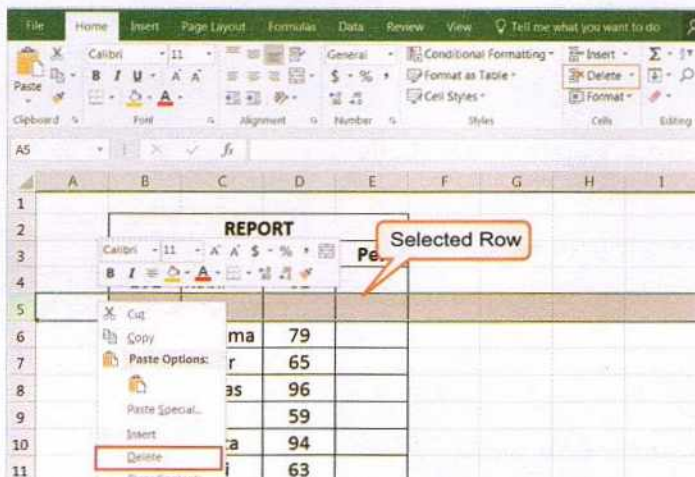 File Home Insert Page Layout Formulas Data Review View Tell me what you want to do
Calibri 11 General Conditional Formatting Insert Σ
Paste B I U A A $ % , Format as Table Delete
A Cell Styles Format
Clipboard Font Alignment Number Styles Cells Editing
A5 fx
A B C D E F G H I
1
2 REPORT
Selected Row
3 Calibri 11 A A $ % ,
4 B I A
5
Cut
6 Copy ma 79
7 Paste Options: r 65
8 as 96
Paste Special...
9 59
Insert
10 ta 94
Delete
11 i 63